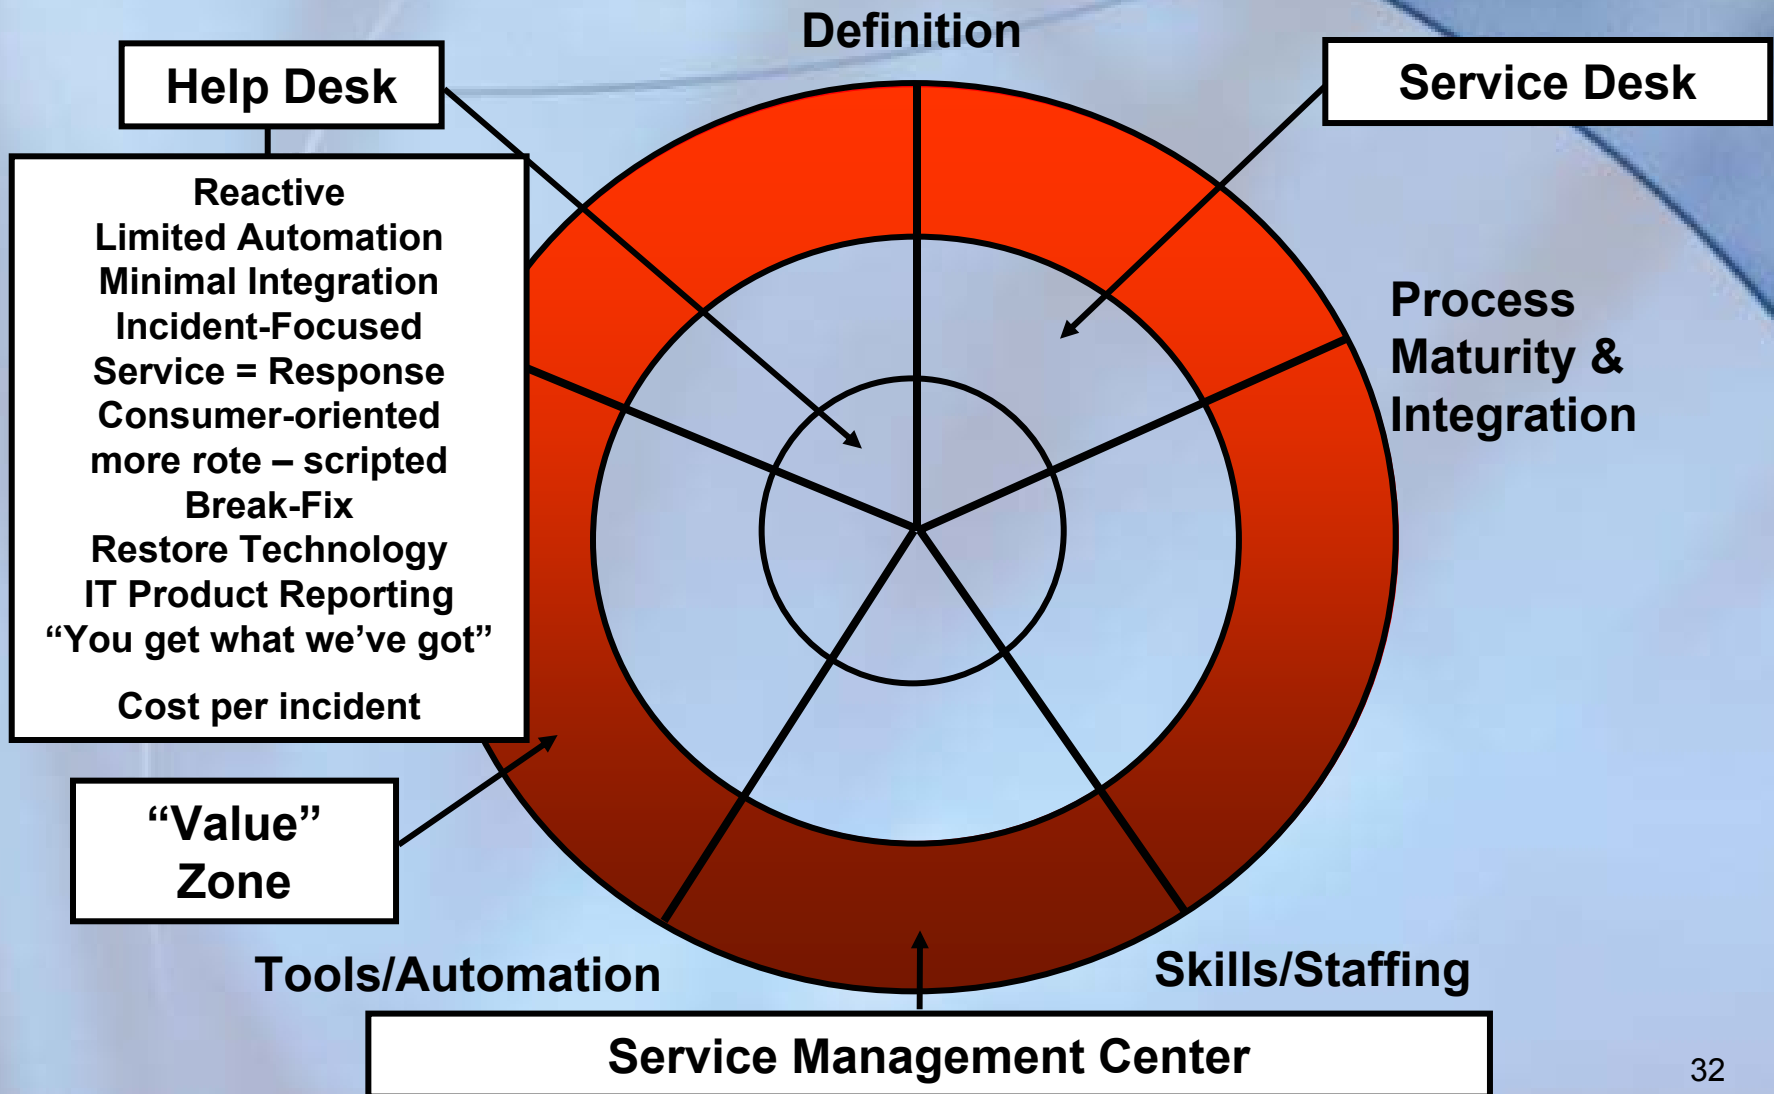 Definition
Help Desk
Service Desk
Reactive
Limited Automation
Minimal Integration
Incident-Focused
Service = Response
Consumer-oriented
more rote – scripted
Break-Fix
Restore Technology
IT Product Reporting
“You get what we’ve got”
Cost per incident
Process
Maturity &
Integration
“Value”
Zone
Tools/Automation
Skills/Staffing
Service Management Center
32